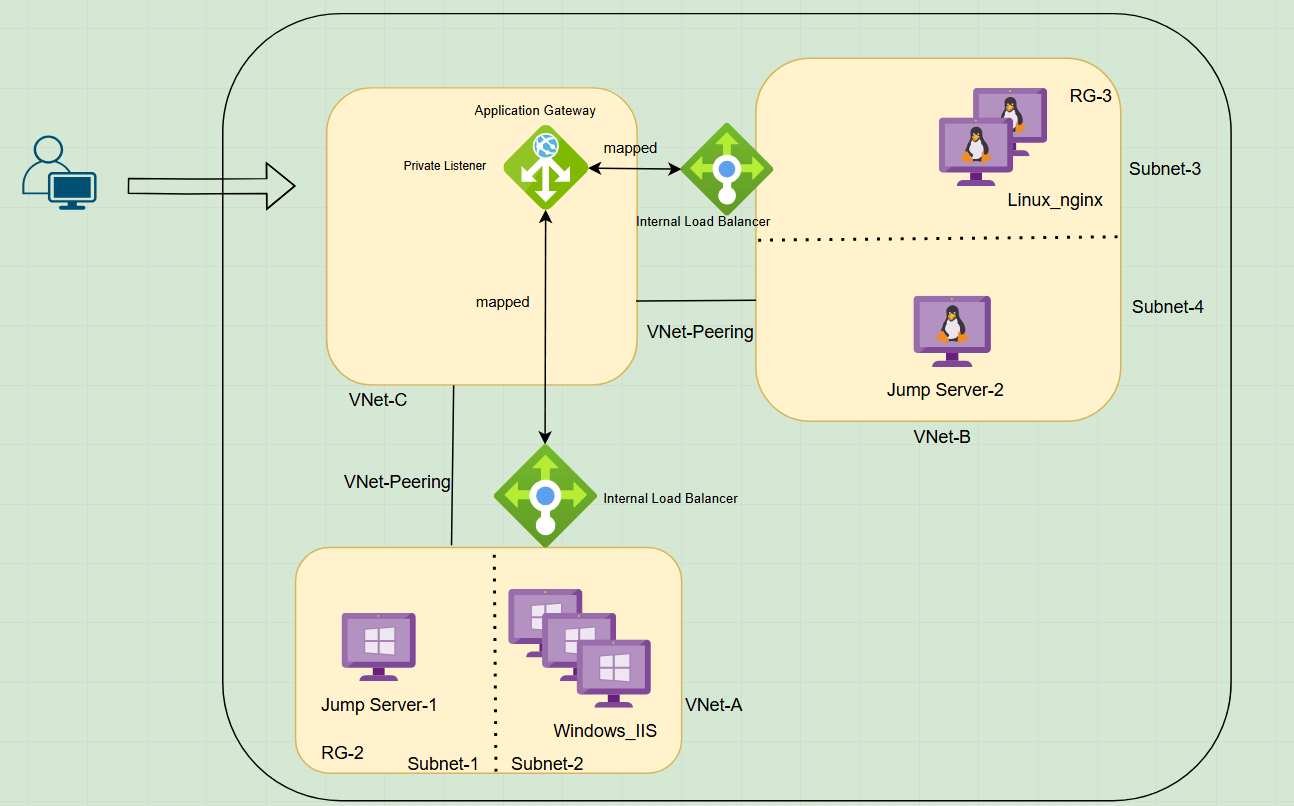 Application Gateway
RG-3
mapped
Private Listener
Subnet-3
Linux_nginx
Internal Load Balancer
mapped
Subnet-4
VNet-Peering
Jump Server-2
VNet-C
VNet-B
VNet-Peering
Internal Load Balancer
Jump Server-1
VNet-A
Windows_IIS
RG-2
Subnet-1
Subnet-2